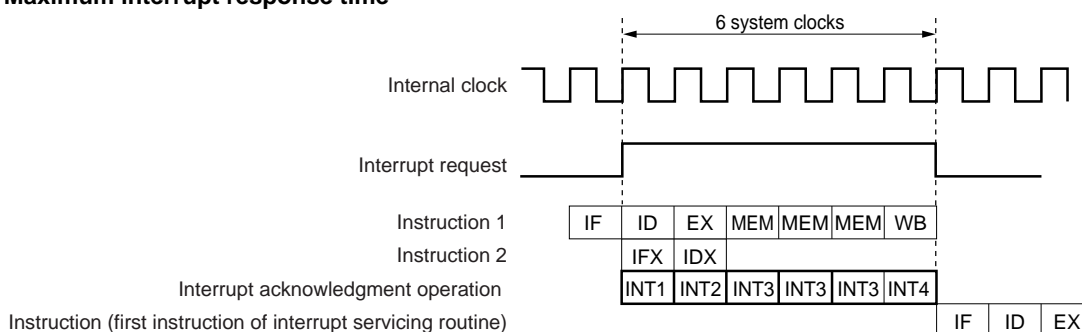 Maximum interrupt response time
6 system clocks
Internal clock
Interrupt request
Instruction 1 IF ID EX MEM MEM MEM WB
Instruction 2 IFX IDX
Interrupt acknowledgment operation INT1 INT2 INT3 INT3 INT3 INT4
Instruction (first instruction of interrupt servicing routine) IF ID EX